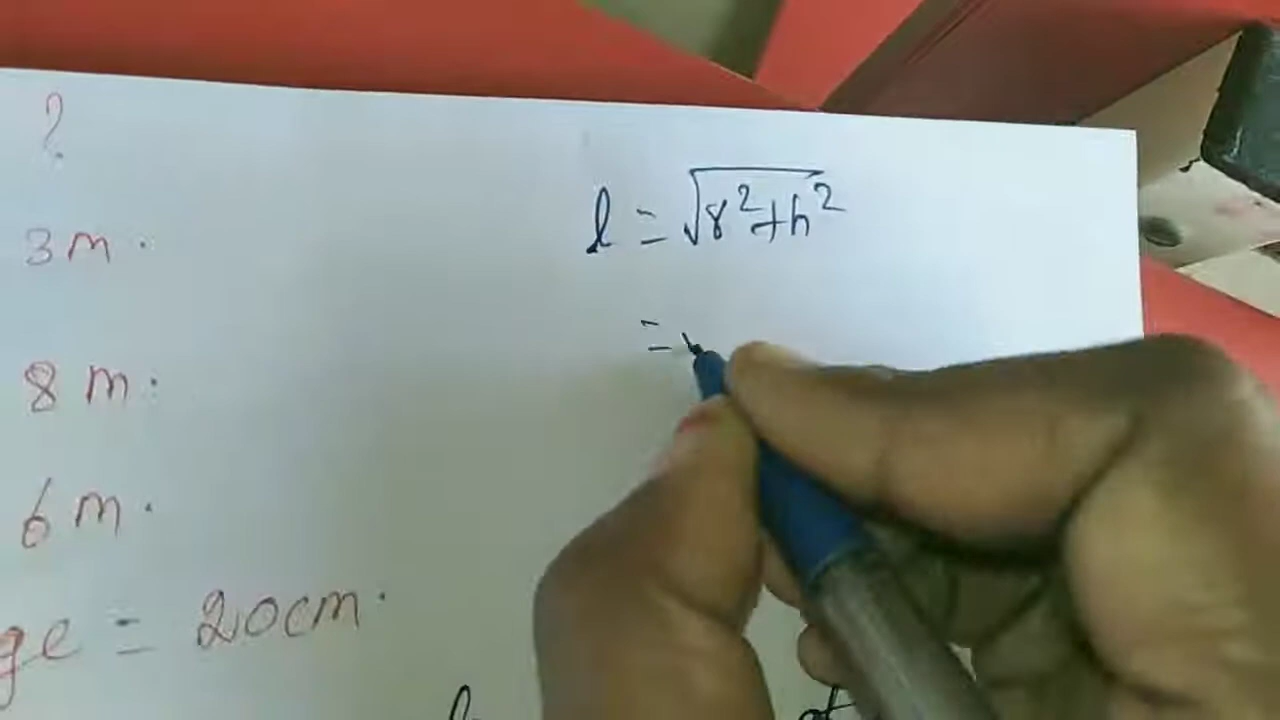 ?
l = √r²+h²
3 m.
=
8 m.
6 m.
ge = 20cm.